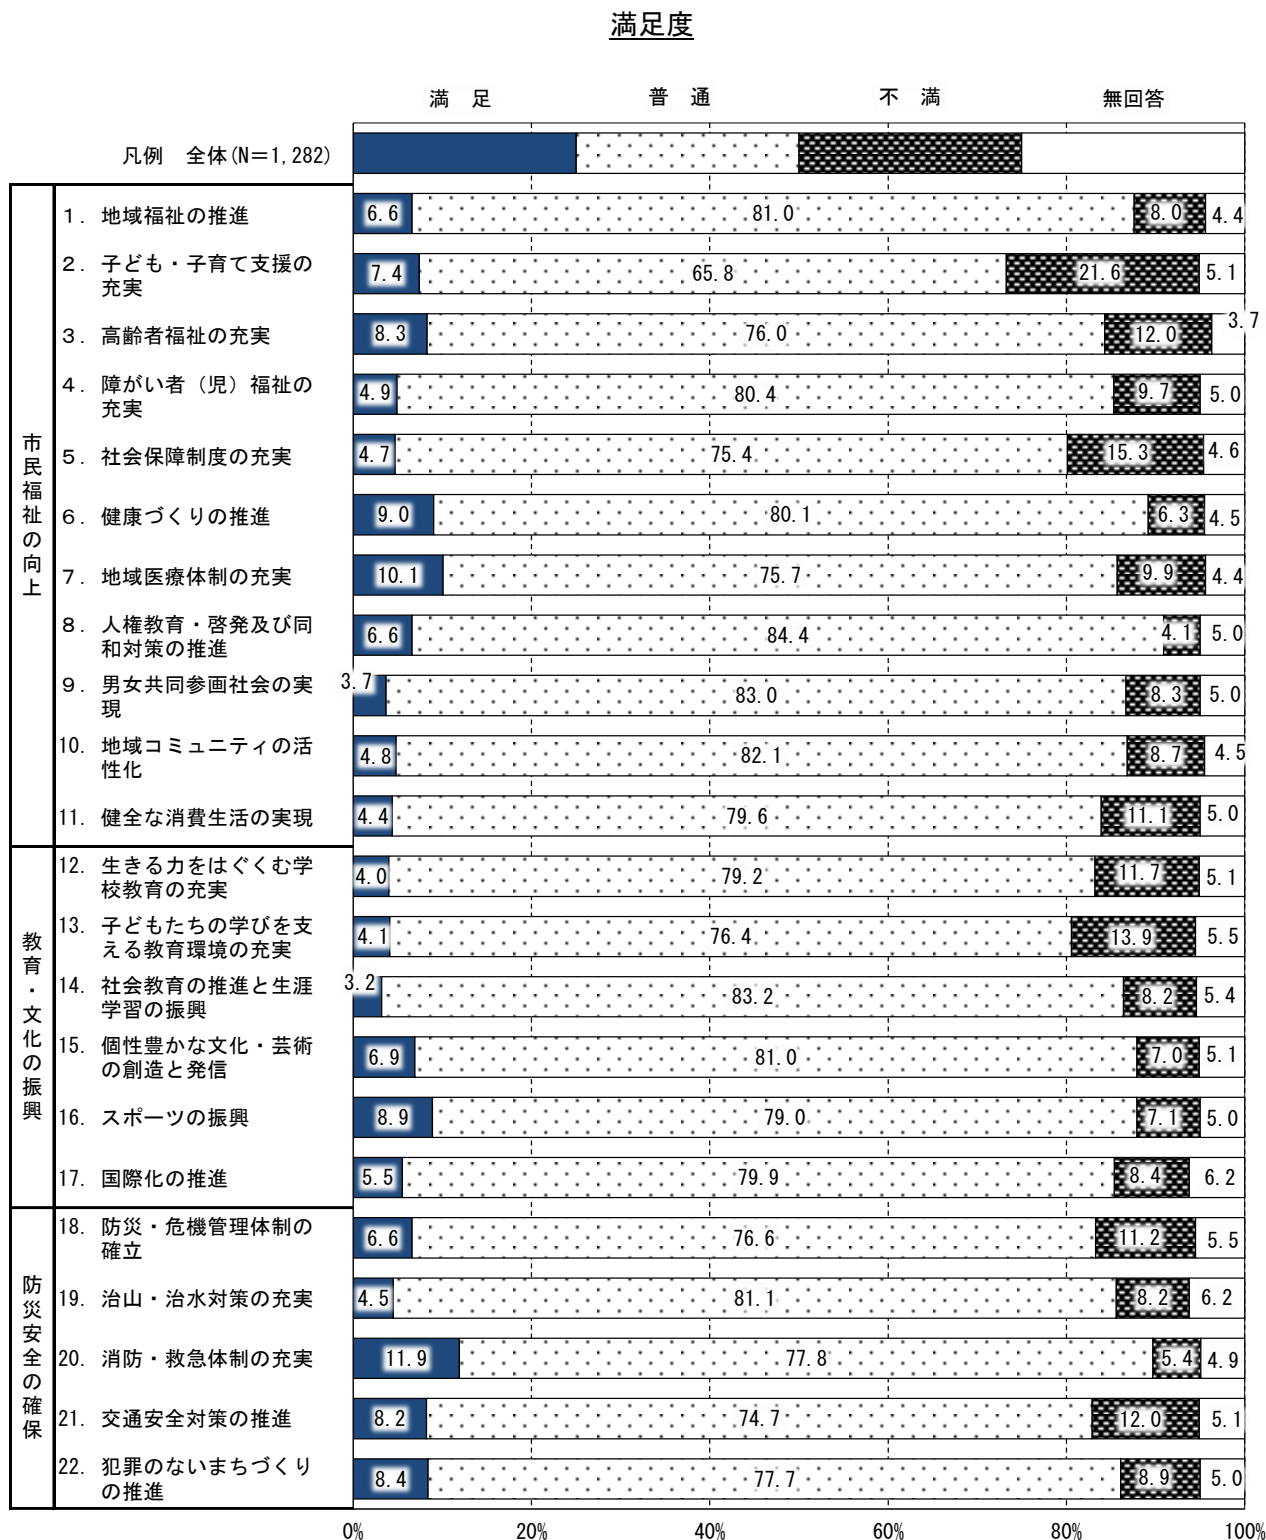 満足度
満　足　普　通　不　満　無回答
凡例　全体(N＝1,282)
市民福祉の向上
1. 地域福祉の推進 6.6 81.0 8.0 4.4
2. 子ども・子育て支援の
充実 7.4 65.8 21.6 5.1
3. 高齢者福祉の充実 8.3 76.0 12.0 3.7
4. 障がい者（児）福祉の
充実 4.9 80.4 9.7 5.0
5. 社会保障制度の充実 4.7 75.4 15.3 4.6
6. 健康づくりの推進 9.0 80.1 6.3 4.5
7. 地域医療体制の充実 10.1 75.7 9.9 4.4
8. 人権教育・啓発及び同
和対策の推進 6.6 84.4 4.1 5.0
9. 男女共同参画社会の実
現 3.7 83.0 8.3 5.0
10. 地域コミュニティの活
性化 4.8 82.1 8.7 4.5
11. 健全な消費生活の実現 4.4 79.6 11.1 5.0
教育・文化の振興
12. 生きる力をはぐくむ学
校教育の充実 4.0 79.2 11.7 5.1
13. 子どもたちの学びを支
える教育環境の充実 4.1 76.4 13.9 5.5
14. 社会教育の推進と生涯
学習の振興 3.2 83.2 8.2 5.4
15. 個性豊かな文化・芸術
の創造と発信 6.9 81.0 7.0 5.1
16. スポーツの振興 8.9 79.0 7.1 5.0
17. 国際化の推進 5.5 79.9 8.4 6.2
防災安全の確保
18. 防災・危機管理体制の
確立 6.6 76.6 11.2 5.5
19. 治山・治水対策の充実 4.5 81.1 8.2 6.2
20. 消防・救急体制の充実 11.9 77.8 5.4 4.9
21. 交通安全対策の推進 8.2 74.7 12.0 5.1
22. 犯罪のないまちづくり
の推進 8.4 77.7 8.9 5.0
0% 20% 40% 60% 80% 100%